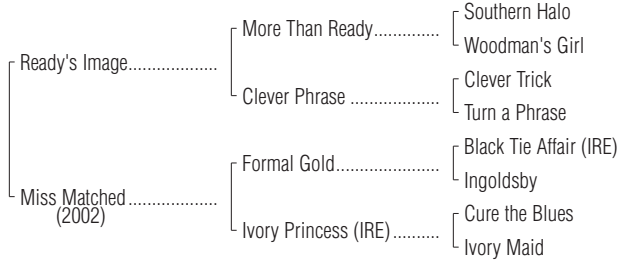 Southern Halo
More Than Ready..............
Woodman's Girl
Ready's Image...................
Clever Trick
Clever Phrase ...................
Turn a Phrase
Black Tie Affair (IRE)
Formal Gold......................
Ingoldsby
Miss Matched...................
(2002)
Cure the Blues
Ivory Princess (IRE)..........
Ivory Maid